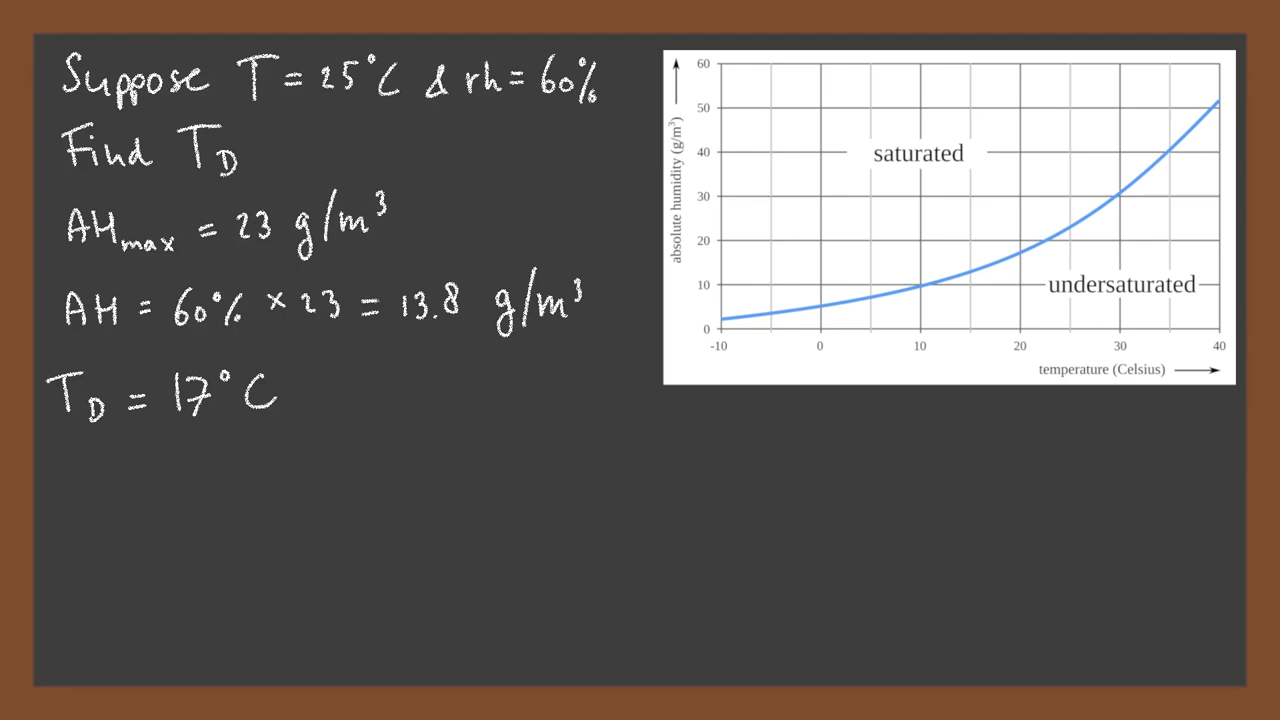 Suppose T = 25°C & rh = 60%
Find T_D
AH_max = 23 g/m³
AH = 60% × 23 = 13.8 g/m³
T_D = 17°C
absolute humidity (g/m³)
60
50
40
30
20
10
0
saturated
undersaturated
-10 0 10 20 30 40
temperature (Celsius)